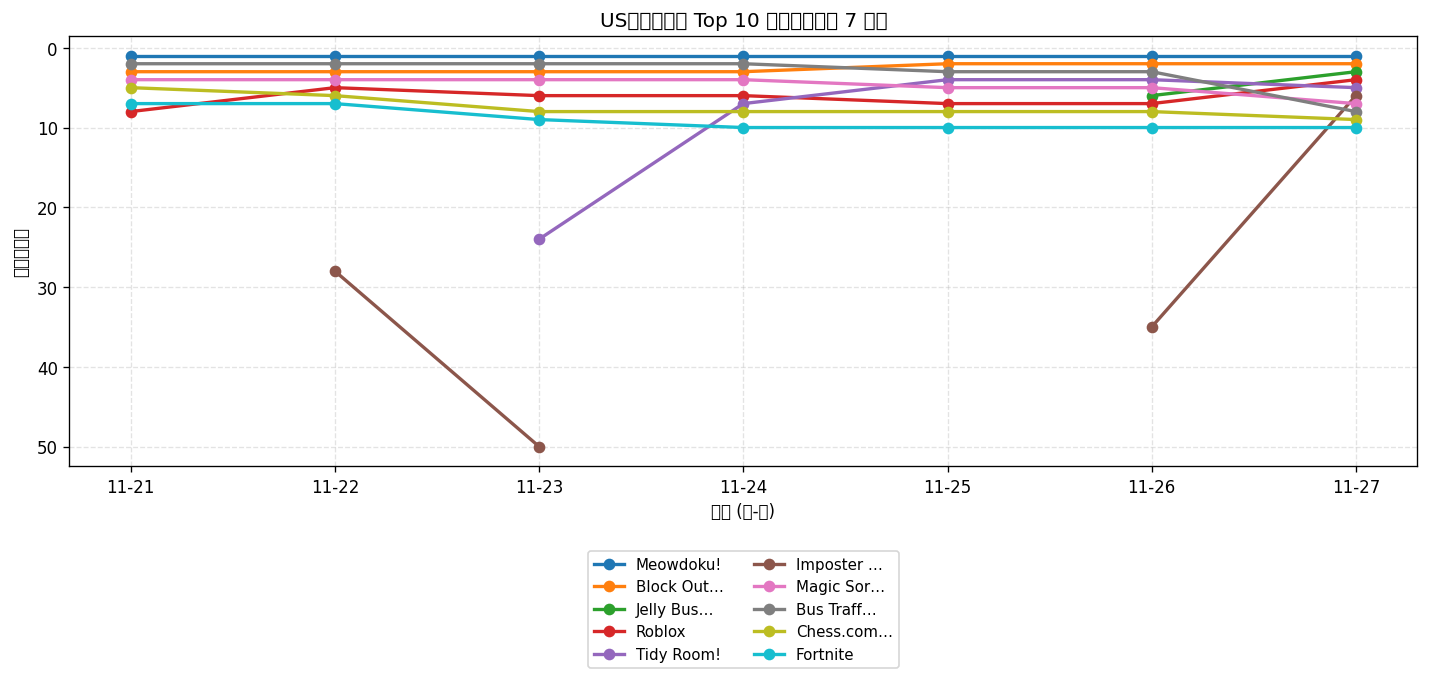 US Top 10 7
0
10
20
30
40
50
11-21
11-22
11-23
11-24
11-25
11-26
11-27
(-)
Meowdoku!
Block Out...
Jelly Bus...
Roblox
Tidy Room!
Imposter ...
Magic Sor...
Bus Traff...
Chess.com...
Fortnite